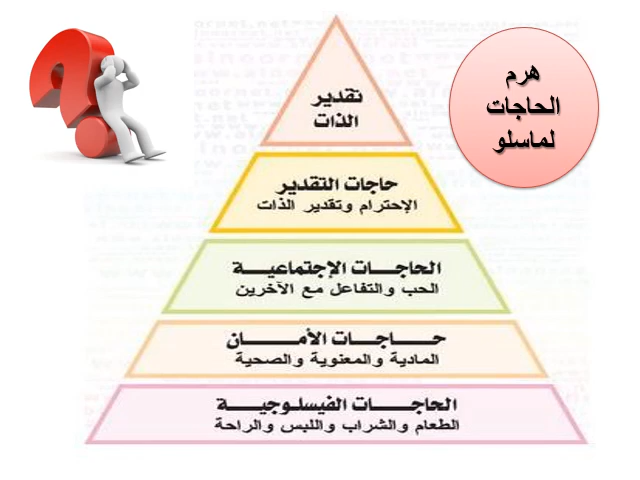 هرم
الحاجات
لماسلو
تقدير
الذات
حاجات التقدير
الإحترام وتقدير الذات
الحاجات الإجتماعية
الحب والتفاعل مع الآخرين
حاجات الأمان
المادية والمعنوية والصحية
الحاجات الفيسلوجية
الطعام والشراب واللبس والراحة